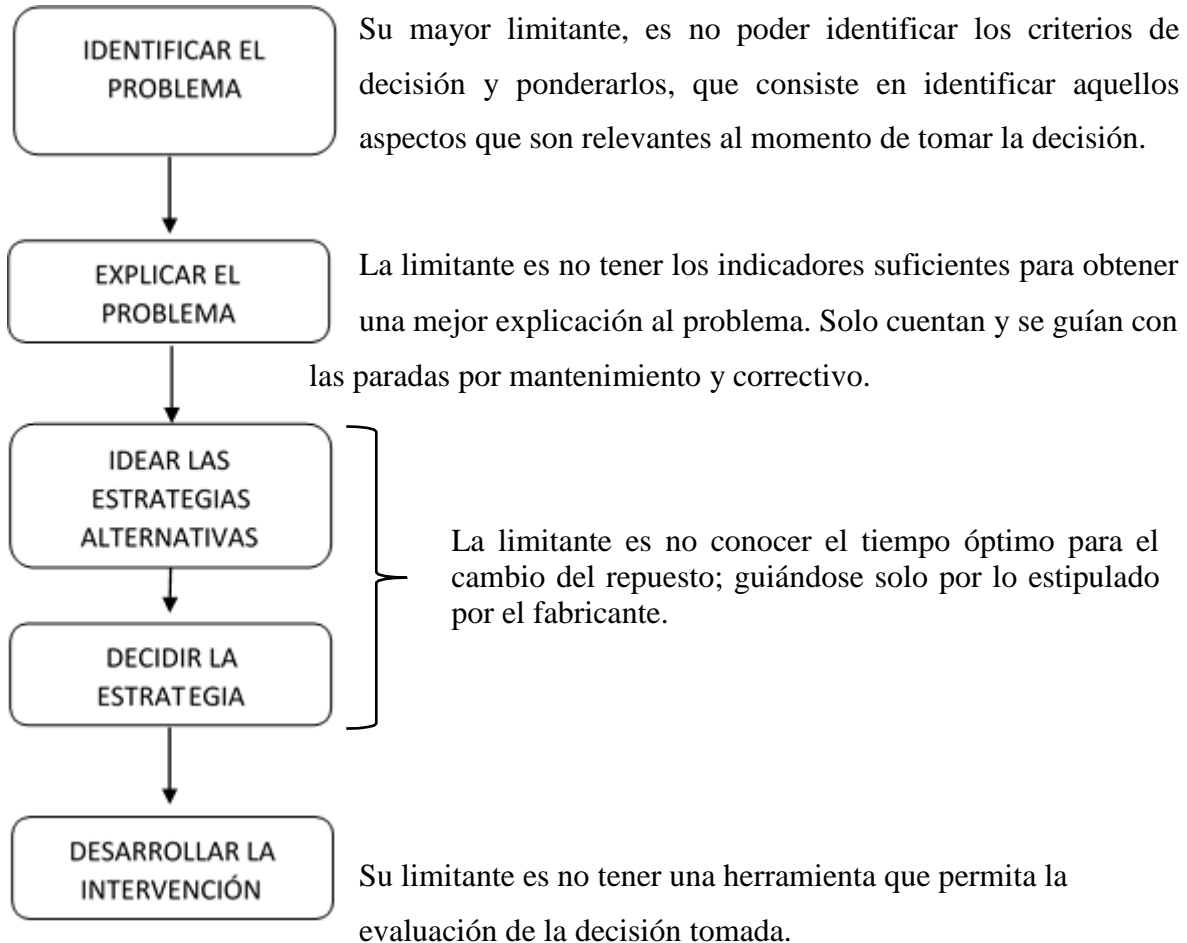 IDENTIFICAR EL
PROBLEMA
Su mayor limitante, es no poder identificar los criterios de
decisión y ponderarlos, que consiste en identificar aquellos
aspectos que son relevantes al momento de tomar la decisión.
EXPLICAR EL
PROBLEMA
La limitante es no tener los indicadores suficientes para obtener
una mejor explicación al problema. Solo cuentan y se guían con
las paradas por mantenimiento y correctivo.
IDEAR LAS
ESTRATEGIAS
ALTERNATIVAS
DECIDIR LA
ESTRATEGIA
La limitante es no conocer el tiempo óptimo para el
cambio del repuesto; guiándose solo por lo estipulado
por el fabricante.
DESARROLLAR LA
INTERVENCIÓN
Su limitante es no tener una herramienta que permita la
evaluación de la decisión tomada.